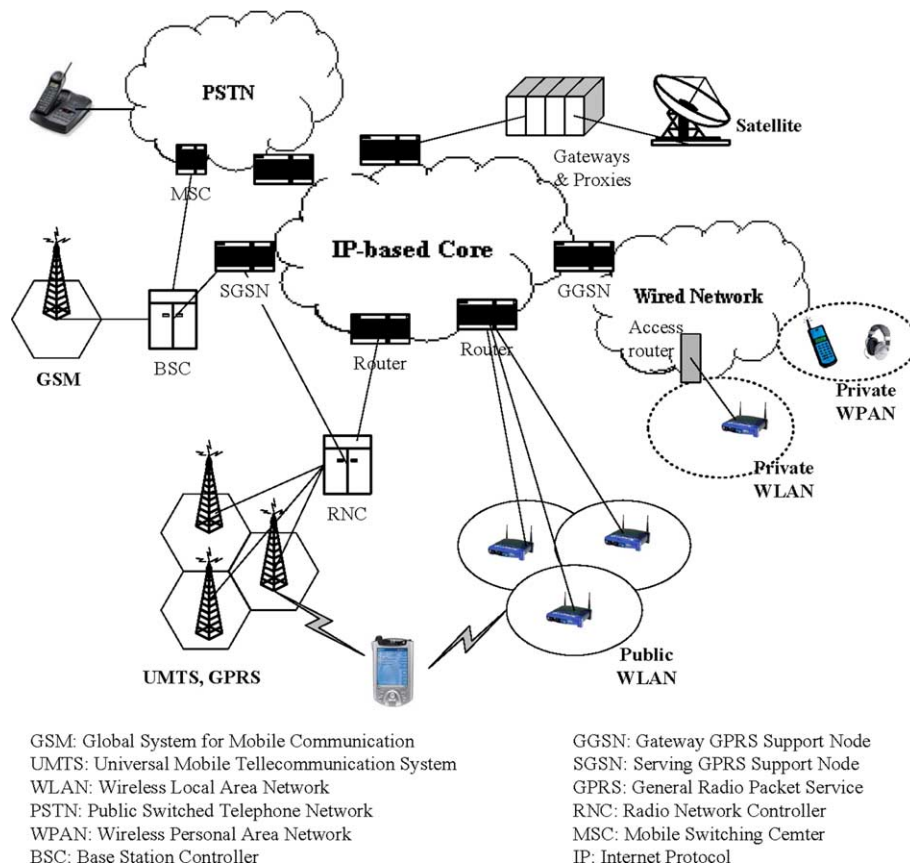 PSTN
Satellite
Gateways
& Proxies
MSC
IP-based Core
SGSN
GGSN
Wired Network
Access
router
BSC
Router
Router
GSM
Private
WPAN
Private
WLAN
RNC
UMTS, GPRS
Public
WLAN
GSM: Global System for Mobile Communication
UMTS: Universal Mobile Tellecommunication System
WLAN: Wireless Local Area Network
PSTN: Public Switched Telephone Network
WPAN: Wireless Personal Area Network
BSC: Base Station Controller
GGSN: Gateway GPRS Support Node
SGSN: Serving GPRS Support Node
GPRS: General Radio Packet Service
RNC: Radio Network Controller
MSC: Mobile Switching Cemter
IP: Internet Protocol